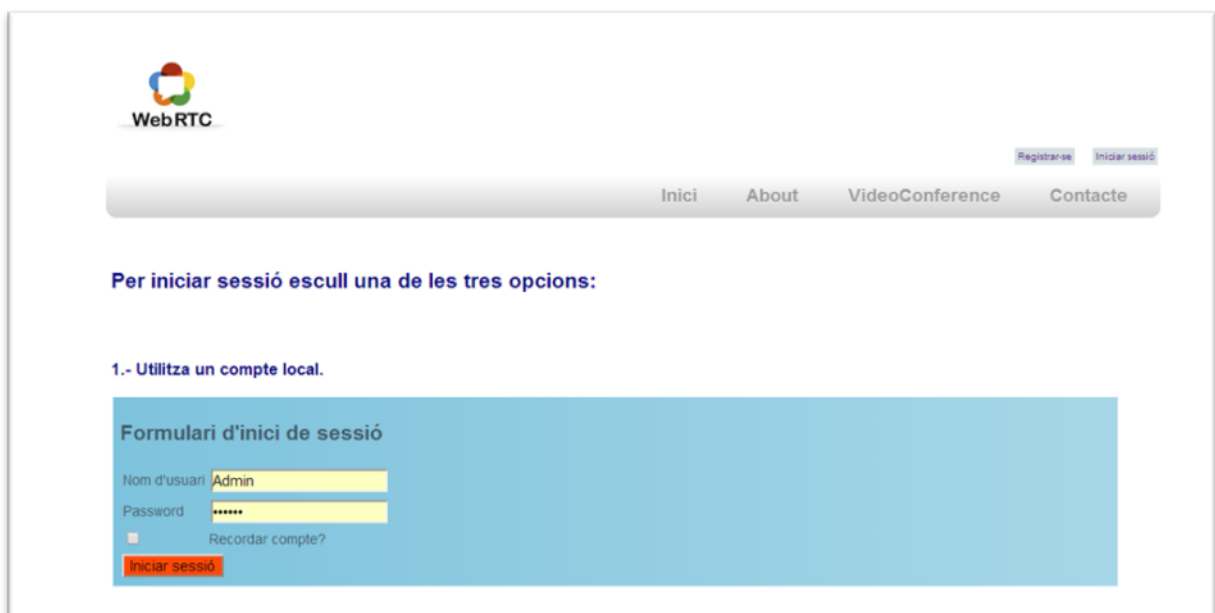 WebRTC
Registrar-se Iniciar sessió
Inici About VideoConference Contacte
Per iniciar sessió escull una de les tres opcions:
1.- Utilitza un compte local.
Formulari d'inici de sessió
Nom d'usuari Admin
Password ••••••
Recordar compte?
Iniciar sessió